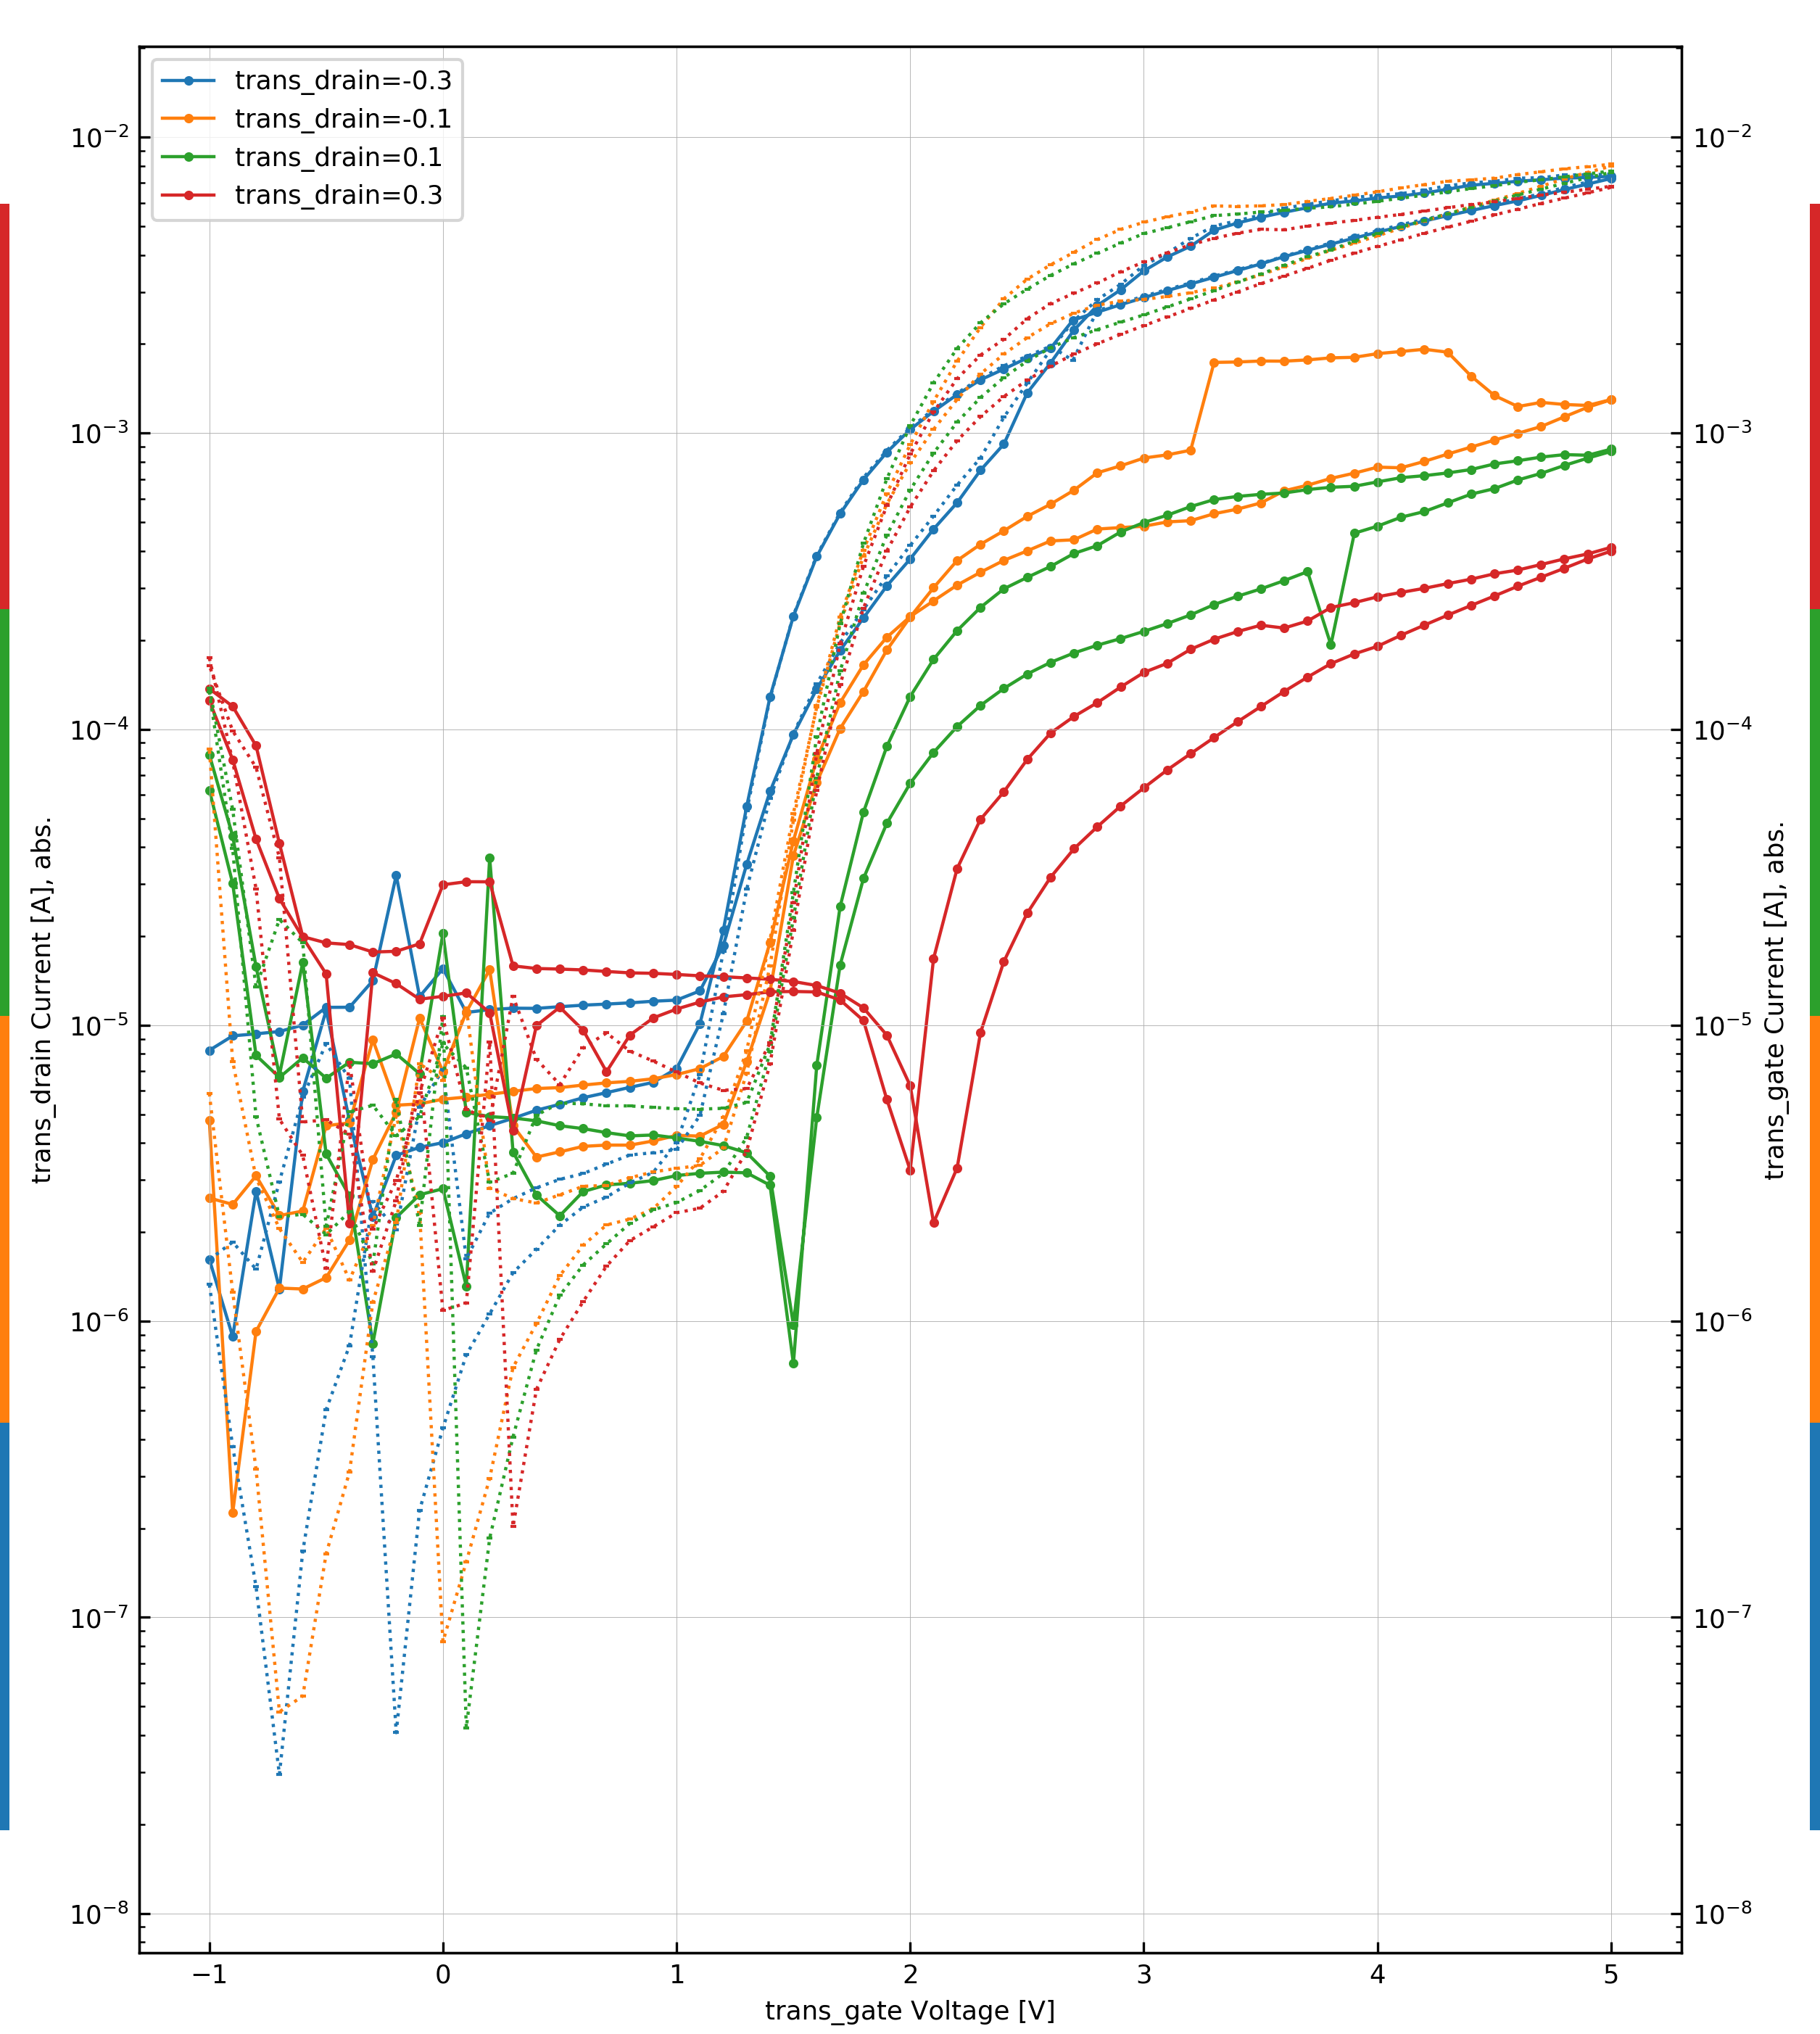 trans_drain=-0.3
trans_drain=-0.1
trans_drain=0.1
trans_drain=0.3
10⁻²
10⁻³
10⁻⁴
10⁻⁵
10⁻⁶
10⁻⁷
10⁻⁸
trans_drain Current [A], abs.
10⁻²
10⁻³
10⁻⁴
10⁻⁵
10⁻⁶
10⁻⁷
10⁻⁸
trans_gate Current [A], abs.
−1 0 1 2 3 4 5
trans_gate Voltage [V]